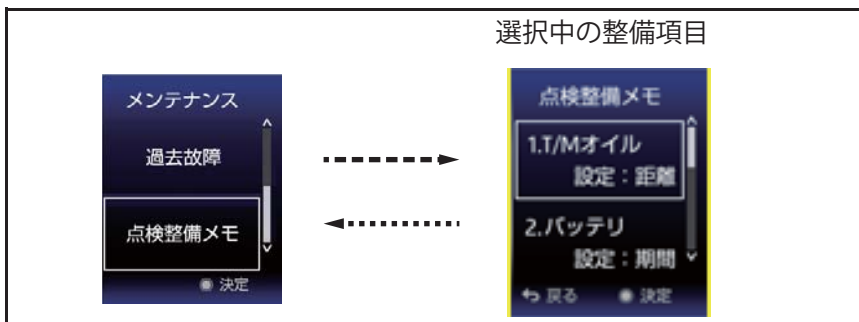 選択中の整備項目
メンテナンス
過去故障
点検整備メモ
決定
点検整備メモ
1.T/Mオイル
設定：距離
2.バッテリ
設定：期間
戻る 決定